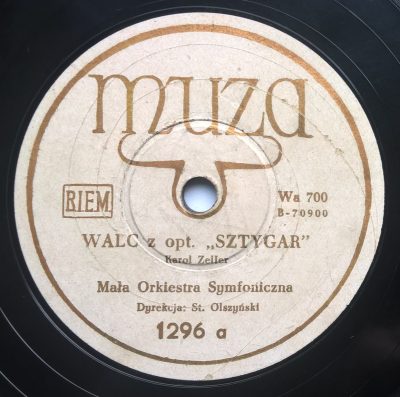 muza
RIEM
Wa 700
B-70900
WALC z opt. „SZTYGAR”
Karol Zeller
Mała Orkiestra Symfoniczna
Dyrekcja: St. Olszyński
1296 a